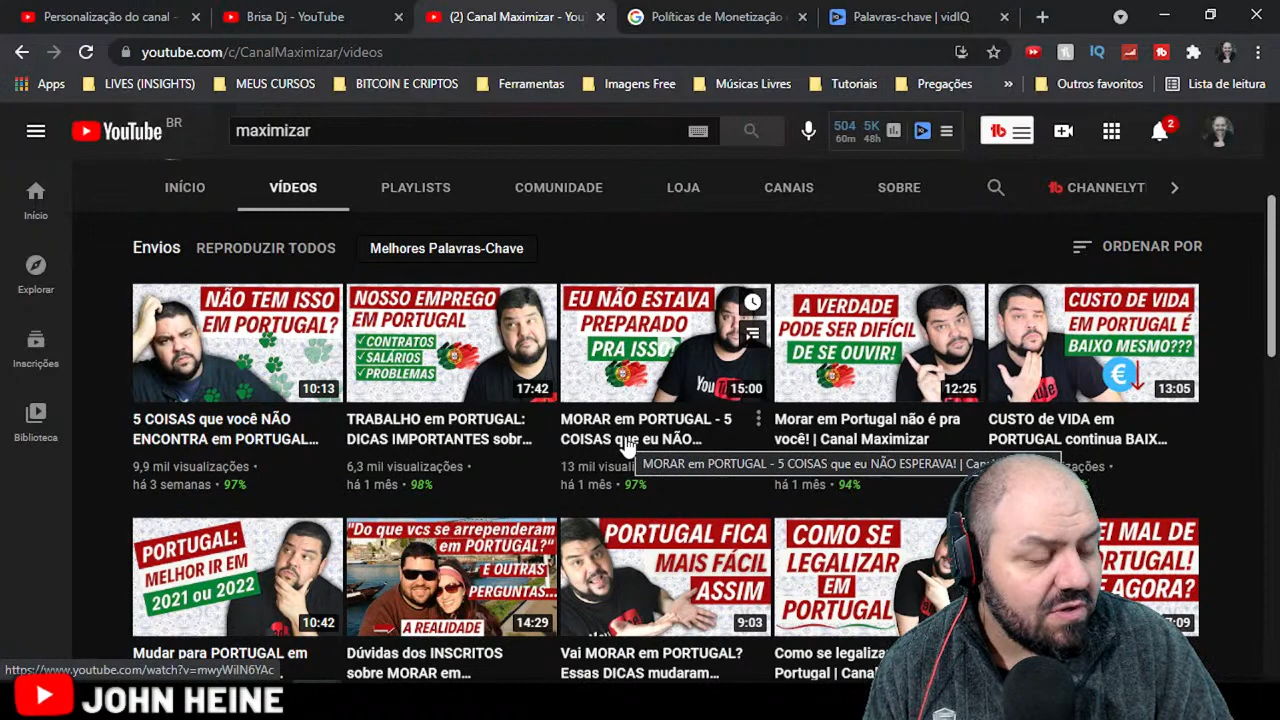 Personalização do canal -
Brisa Dj - YouTube
(2) Canal Maximizar - You
Políticas de Monetização
Palavras-chave | vidIQ
youtube.com/c/CanalMaximizar/videos
Apps
LIVES (INSIGHTS)
MEUS CURSOS
BITCOIN E CRIPTOS
Ferramentas
Imagens Free
Músicas Livres
Tutoriais
Pregações
»
Outros favoritos
Lista de leitura
YouTube BR
maximizar
504 5K
60m 48h
tb
2
INÍCIO
VÍDEOS
PLAYLISTS
COMUNIDADE
LOJA
CANAIS
SOBRE
CHANNELYT
Início
Explorar
Inscrições
Biblioteca
Envios
REPRODUZIR TODOS
Melhores Palavras-Chave
ORDENAR POR
NÃO TEM ISSO
EM PORTUGAL?
10:13
NOSSO EMPREGO
EM PORTUGAL
✓CONTRATOS
✓SALÁRIOS
✓PROBLEMAS
17:42
EU NÃO ESTAVA
PREPARADO
PRA ISSO!
You
15:00
A VERDADE
PODE SER DIFÍCIL
DE SE OUVIR!
12:25
CUSTO DE VIDA
EM PORTUGAL É
BAIXO MESMO???
€
13:05
5 COISAS que você NÃO
ENCONTRA em PORTUGAL...
9,9 mil visualizações •
há 3 semanas • 97%
TRABALHO em PORTUGAL:
DICAS IMPORTANTES sobr...
6,3 mil visualizações •
há 1 mês • 98%
MORAR em PORTUGAL - 5
COISAS que eu NÃO...
13 mil visuali
há 1 mês • 97%
MORAR em PORTUGAL - 5 COISAS que eu NÃO ESPERAVA! |
Morar em Portugal não é pra
você! | Canal Maximizar
há 1 mês • 94%
CUSTO de VIDA em
PORTUGAL continua BAIX...
PORTUGAL:
MELHOR IR EM
2021 ou 2022
10:42
"Do que vcs se arrependeram
em PORTUGAL?"
E OUTRAS
PERGUNTAS...
A REALIDADE
14:29
PORTUGAL FICA
MAIS FÁCIL
ASSIM
9:03
COMO SE
LEGALIZAR
EM
PORTUGAL
EI MAL DE
RTUGAL!
AGORA?
:09
Mudar para PORTUGAL em
Dúvidas dos INSCRITOS
sobre MORAR em...
Vai MORAR em PORTUGAL?
Essas DICAS mudaram...
Como se legaliza
Portugal | Can
https://www.youtube.com/watch?v=mwyWilN6YAc
JOHN HEINE